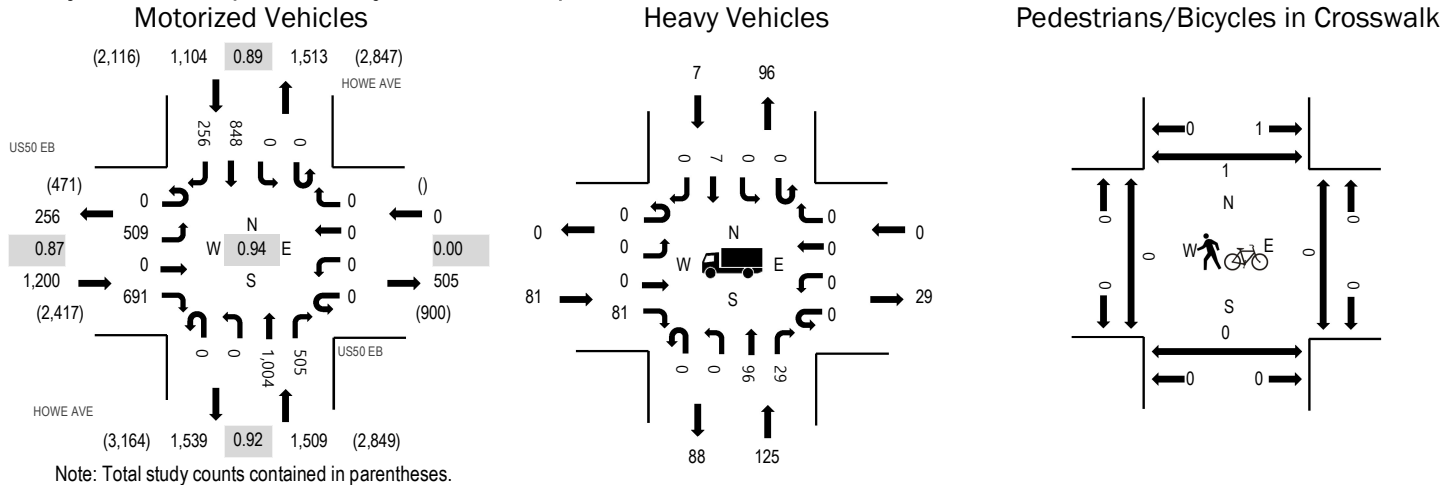 Motorized Vehicles
Heavy Vehicles
Pedestrians/Bicycles in Crosswalk
(2,116) 1,104 0.89 1,513 (2,847)
HOWE AVE
256 848 0 0
US50 EB
(471)
256
0.87
1,200
(2,417)
0
509
0
691
N
W 0.94 E
S
0
0
0
0
()
0
0.00
505
(900)
0 0 1,004 505
US50 EB
HOWE AVE
(3,164) 1,539 0.92 1,509 (2,849)
Note: Total study counts contained in parentheses.
7 96
0 7 0 0
0
81
0
0
0
81
N
W E
S
0
0
0
0
0
29
0 0 96 29
88 125
0 1
1
N
0 0 0 0
W E
0 0
S
0
0 0